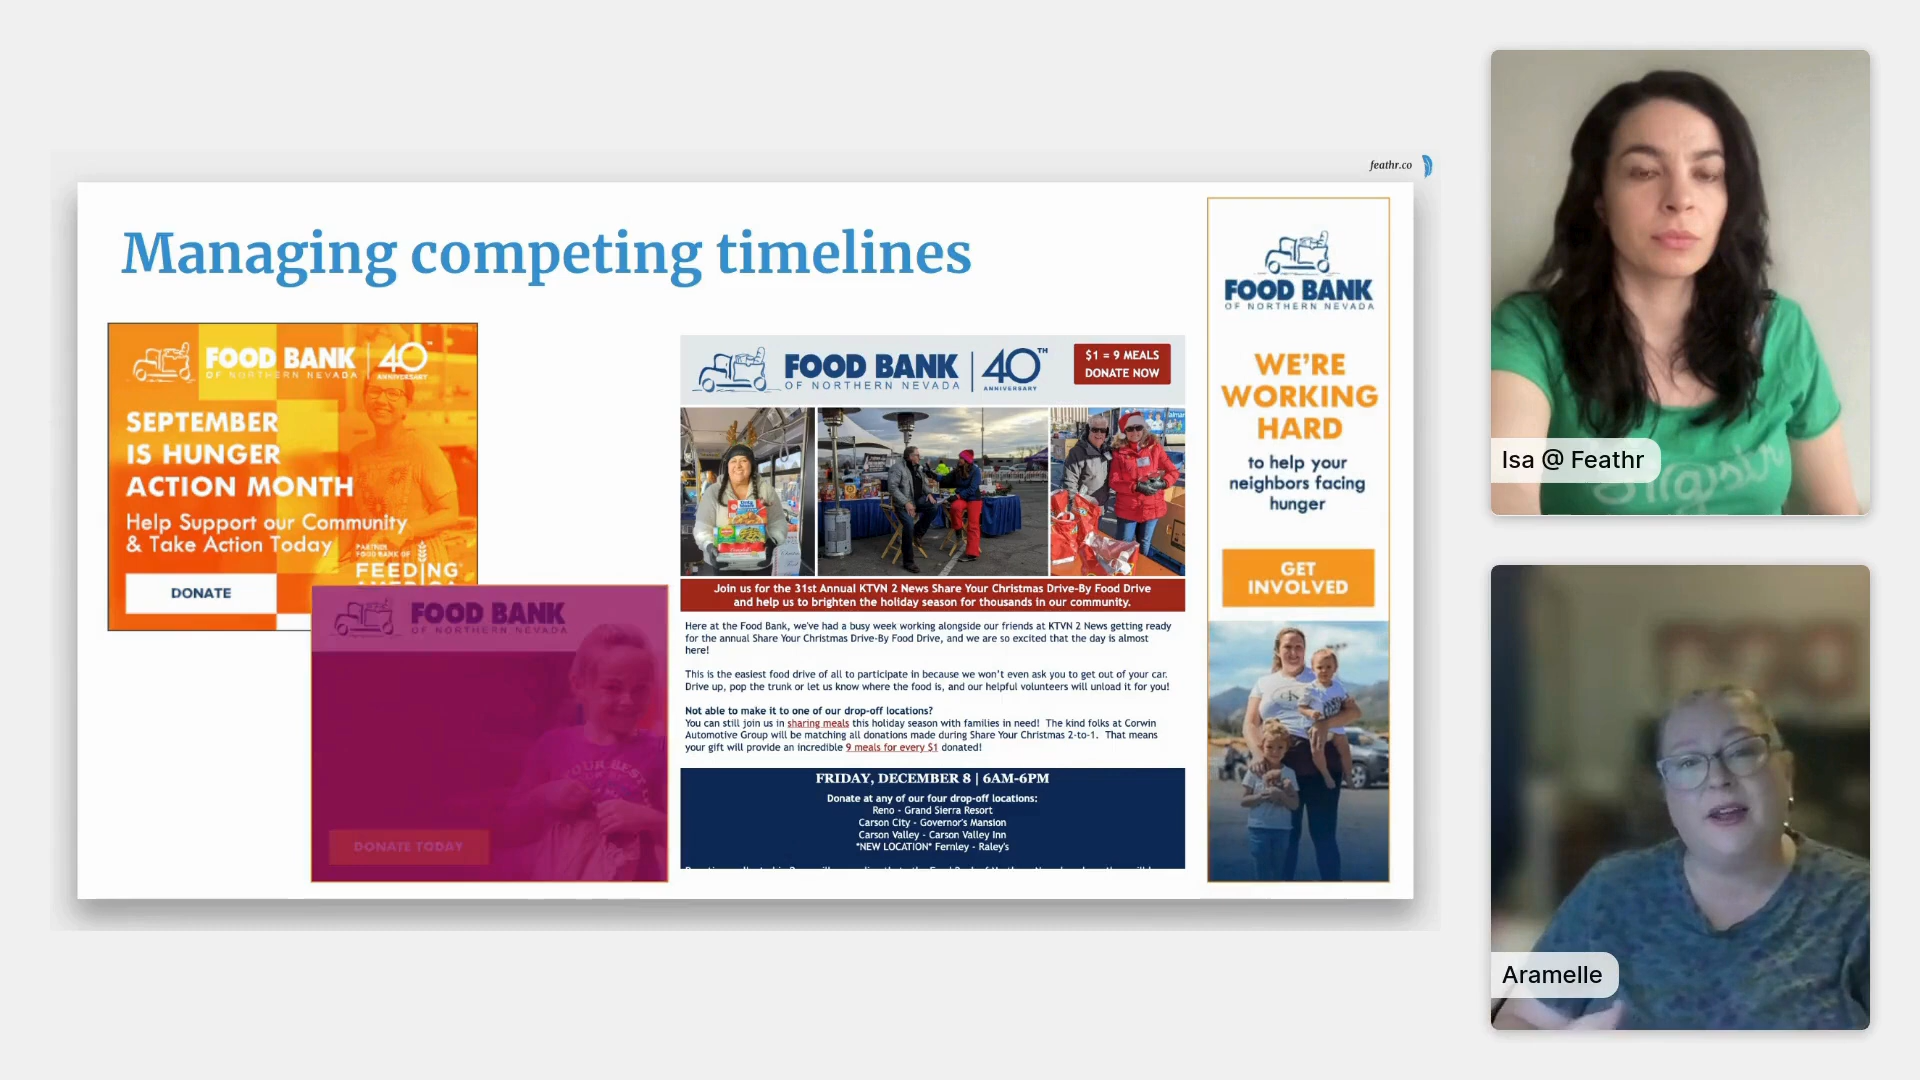 feathr.co
Managing competing timelines
FOOD BANK
OF NORTHERN NEVADA
40™
ANNIVERSARY
SEPTEMBER
IS HUNGER
ACTION MONTH
Help Support our Community
& Take Action Today
PARTNER
FOOD BANK OF
FEEDING
DONATE
FOOD BANK
OF NORTHERN NEVADA
YOUR BEST
DONATE TODAY
FOOD BANK
OF NORTHERN NEVADA
40™
ANNIVERSARY
$1 = 9 MEALS
DONATE NOW
Join us for the 31st Annual KTVN 2 News Share Your Christmas Drive-By Food Drive
and help us to brighten the holiday season for thousands in our community.
Here at the Food Bank, we've had a busy week working alongside our friends at KTVN 2 News getting ready
for the annual Share Your Christmas Drive-By Food Drive, and we are so excited that the day is almost
here!
This is the easiest food drive of all to participate in because we won't even ask you to get out of your car.
Drive up, pop the trunk or let us know where the food is, and our helpful volunteers will unload it for you!
Not able to make it to one of our drop-off locations?
You can still join us in sharing meals this holiday season with families in need! The kind folks at Corwin
Automotive Group will be matching all donations made during Share Your Christmas 2-to-1. That means
your gift will provide an incredible 9 meals for every $1 donated!
FRIDAY, DECEMBER 8 | 6AM-6PM
Donate at any of our four drop-off locations:
Reno - Grand Sierra Resort
Carson City - Governor's Mansion
Carson Valley - Carson Valley Inn
*NEW LOCATION* Fernley - Raley's
FOOD BANK
OF NORTHERN NEVADA
WE'RE
WORKING
HARD
to help your
neighbors facing
hunger
GET
INVOLVED
Isa @ Feathr
Aramelle